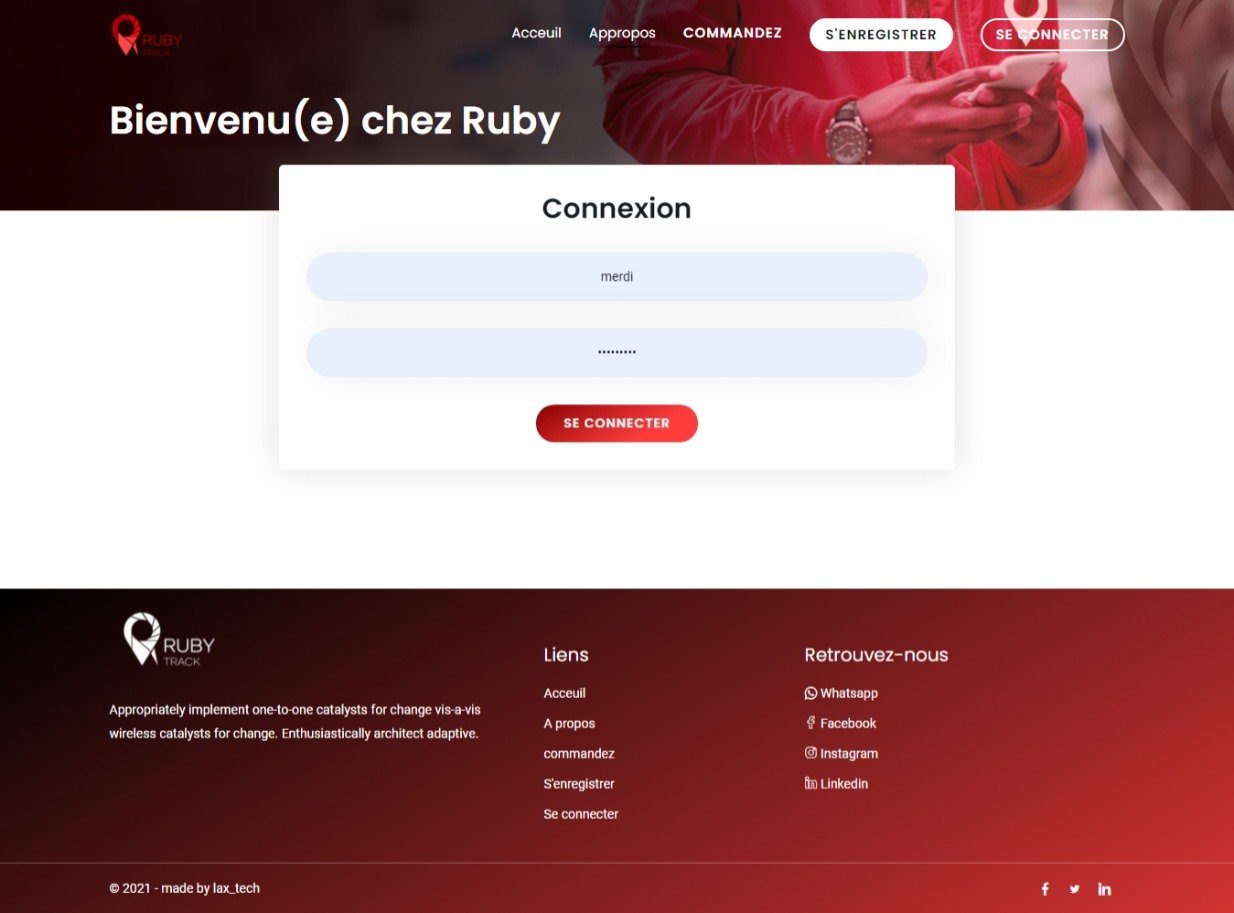 RUBY
TRACK
Acceuil
Appropos
COMMANDEZ
S'ENREGISTRER
SE CONNECTER
Bienvenu(e) chez Ruby
Connexion
merdi
•••••••••
SE CONNECTER
RUBY
TRACK
Appropriately implement one-to-one catalysts for change vis-a-vis
wireless catalysts for change. Enthusiastically architect adaptive.
Liens
Acceuil
A propos
commandez
S'enregistrer
Se connecter
Retrouvez-nous
Whatsapp
Facebook
Instagram
Linkedin
© 2021 - made by lax_tech